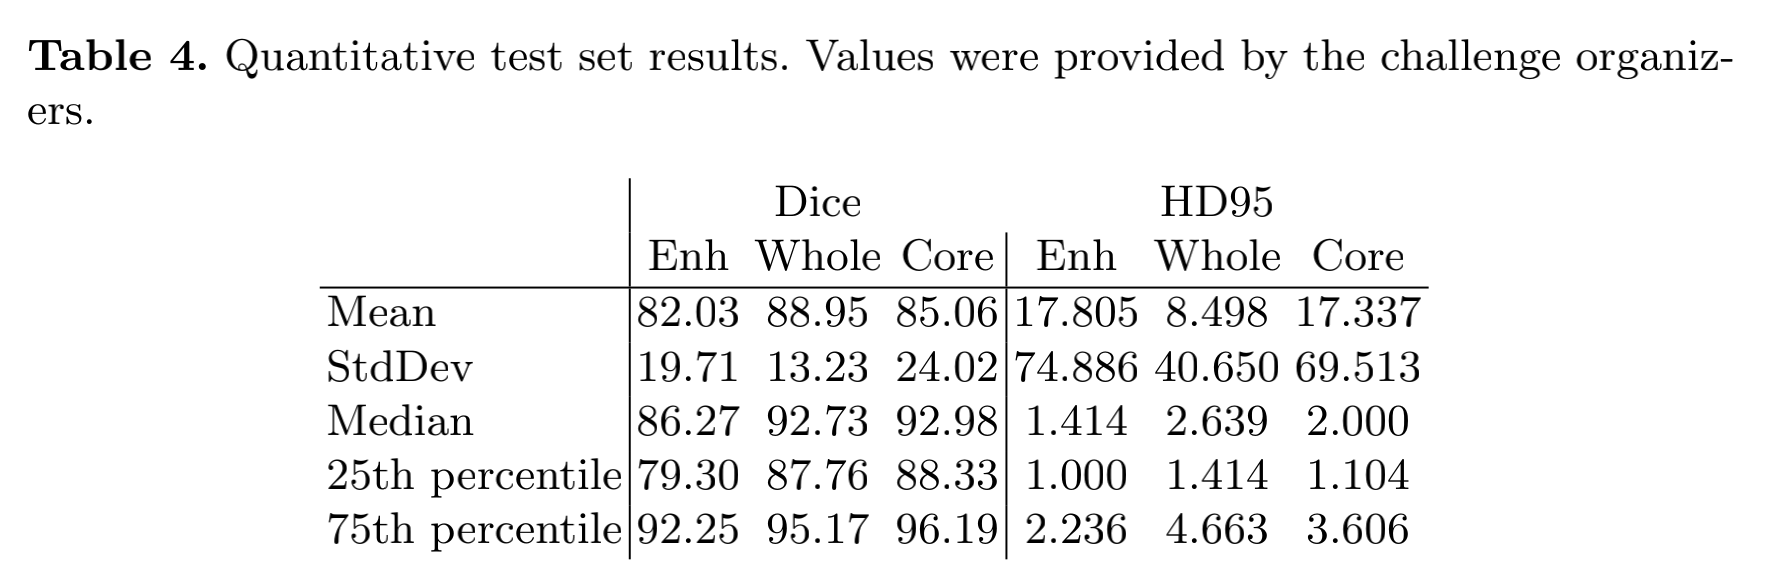 Table 4. Quantitative test set results. Values were provided by the challenge organiz-
ers.
Dice HD95
Enh Whole Core Enh Whole Core
Mean 82.03 88.95 85.06 17.805 8.498 17.337
StdDev 19.71 13.23 24.02 74.886 40.650 69.513
Median 86.27 92.73 92.98 1.414 2.639 2.000
25th percentile 79.30 87.76 88.33 1.000 1.414 1.104
75th percentile 92.25 95.17 96.19 2.236 4.663 3.606